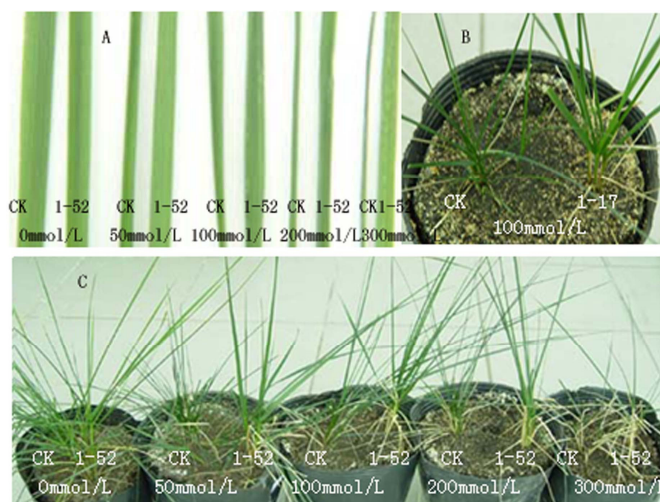 A
CK 1-52 CK 1-52 CK 1-52 CK 1-52 CK1-52
0mmol/L 50mmol/L 100mmol/L 200mmol/L300mmol/L
B
CK 1-17
100mmol/L
C
CK 1-52 CK 1-52 CK 1-52 CK 1-52 CK 1-52
0mmol/L 50mmol/L 100mmol/L 200mmol/L 300mmol/L